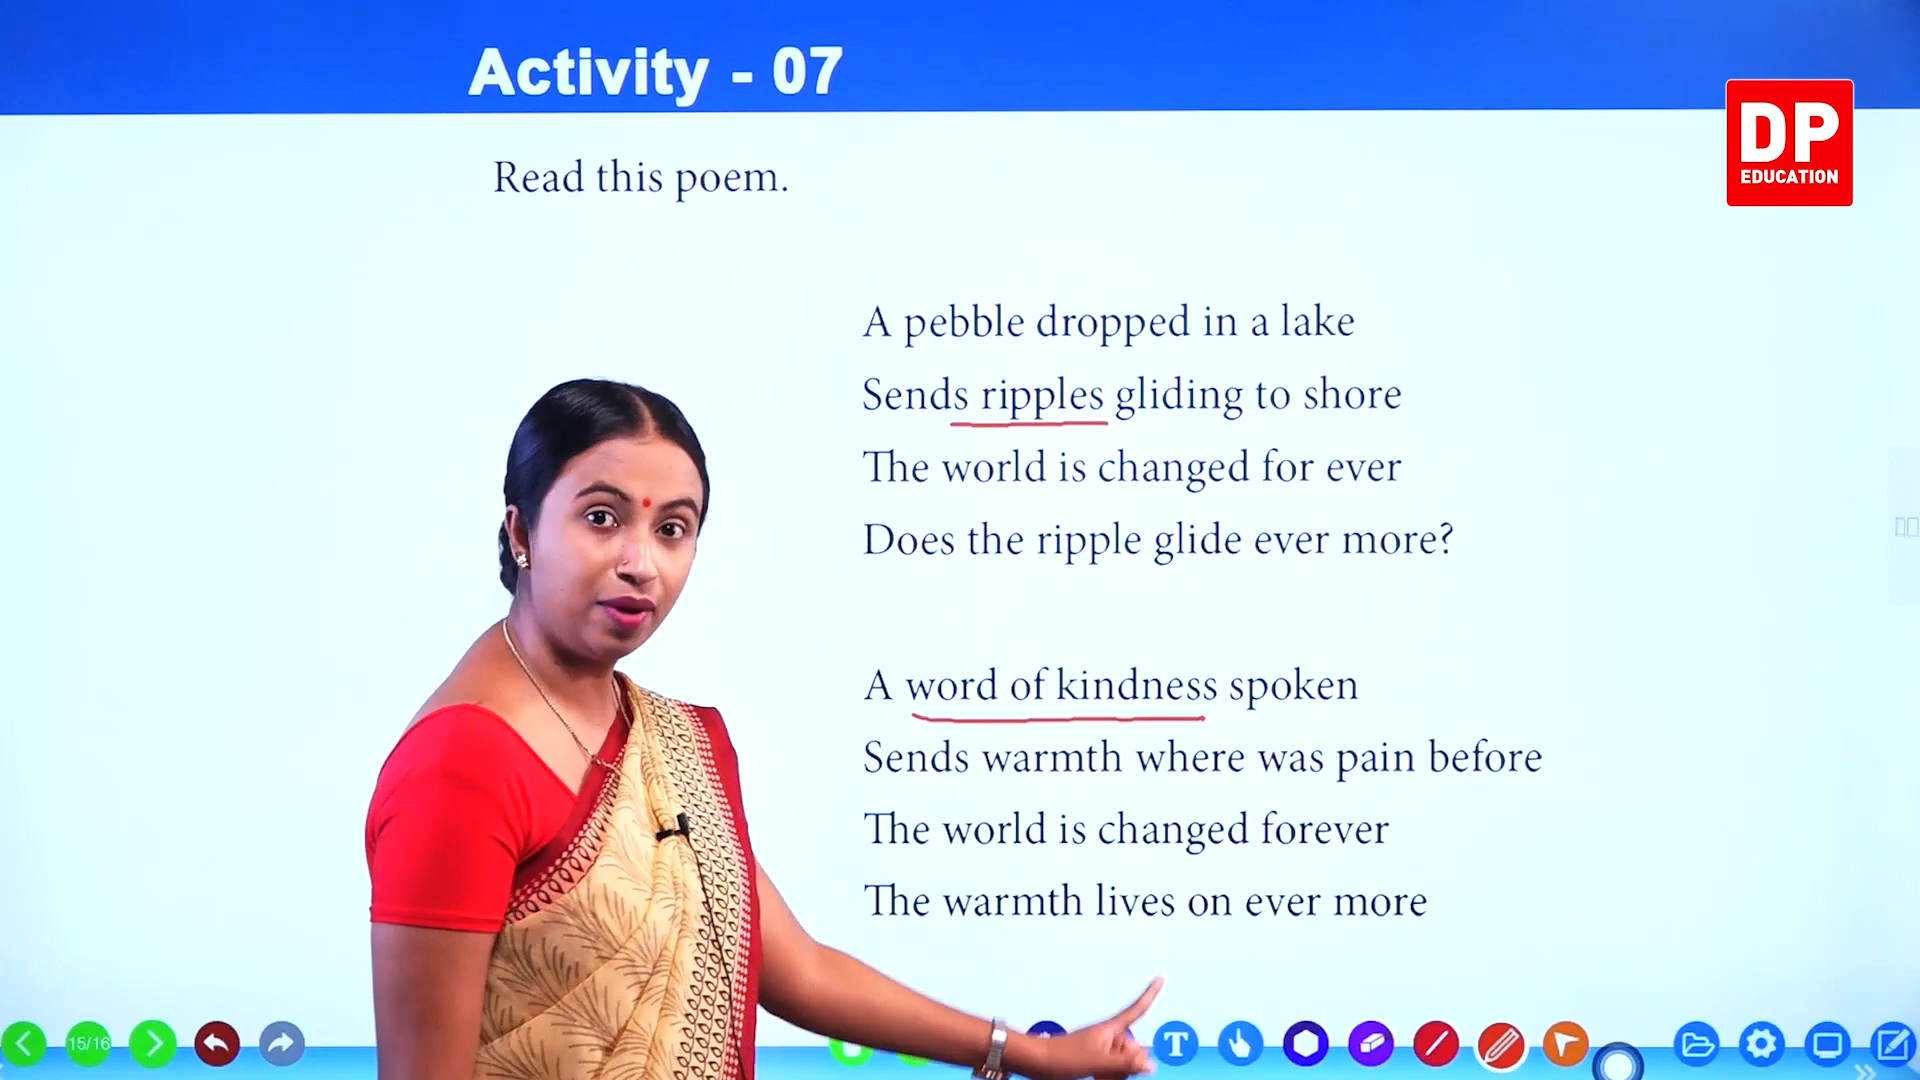 Activity - 07
DP
EDUCATION
Read this poem.
A pebble dropped in a lake
Sends ripples gliding to shore
The world is changed for ever
Does the ripple glide ever more?
A word of kindness spoken
Sends warmth where was pain before
The world is changed forever
The warmth lives on ever more
15/16
T